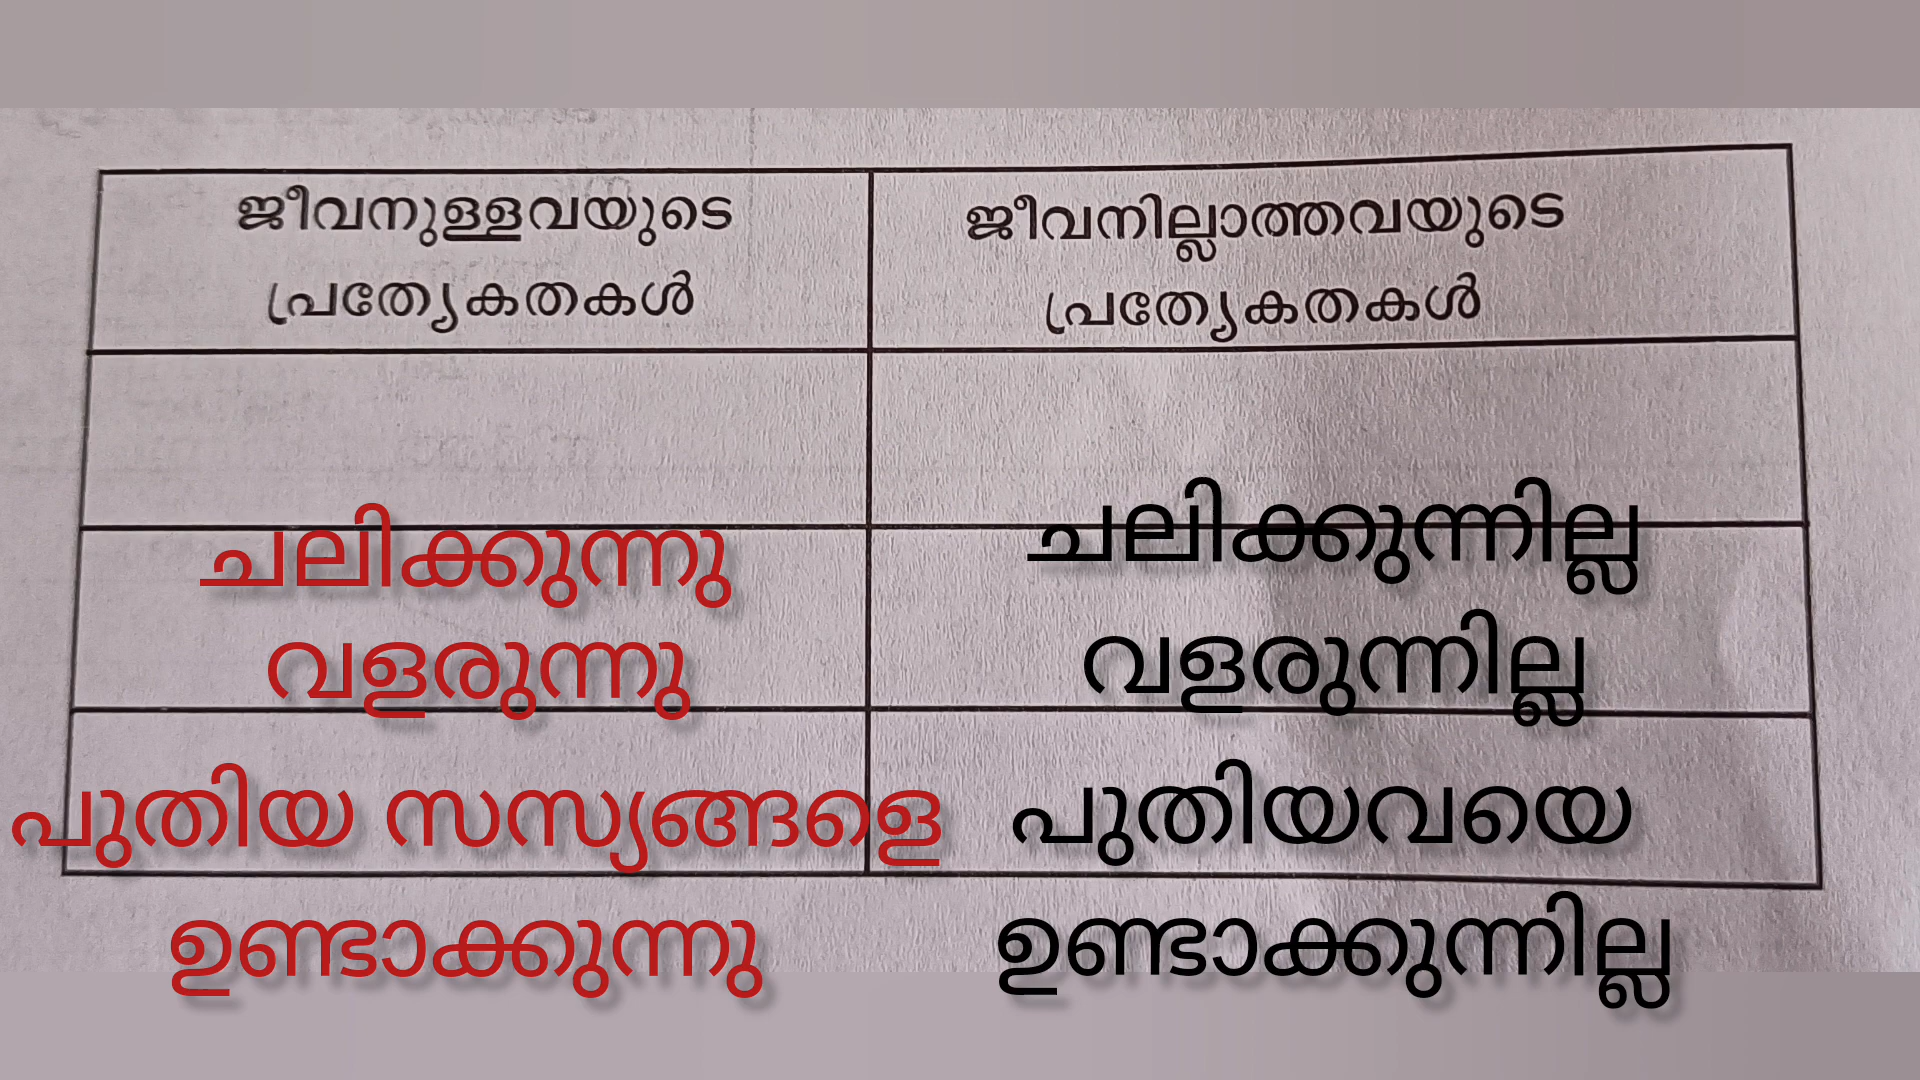 ജീവനുള്ളവയുടെ
പ്രത്യേകതകൾ
ജീവനില്ലാത്തവയുടെ
പ്രത്യേകതകൾ
ചലിക്കുന്നു
വളരുന്നു
പുതിയ സസ്യങ്ങളെ
ഉണ്ടാക്കുന്നു
ചലിക്കുന്നില്ല
വളരുന്നില്ല
പുതിയവയെ
ഉണ്ടാക്കുന്നില്ല